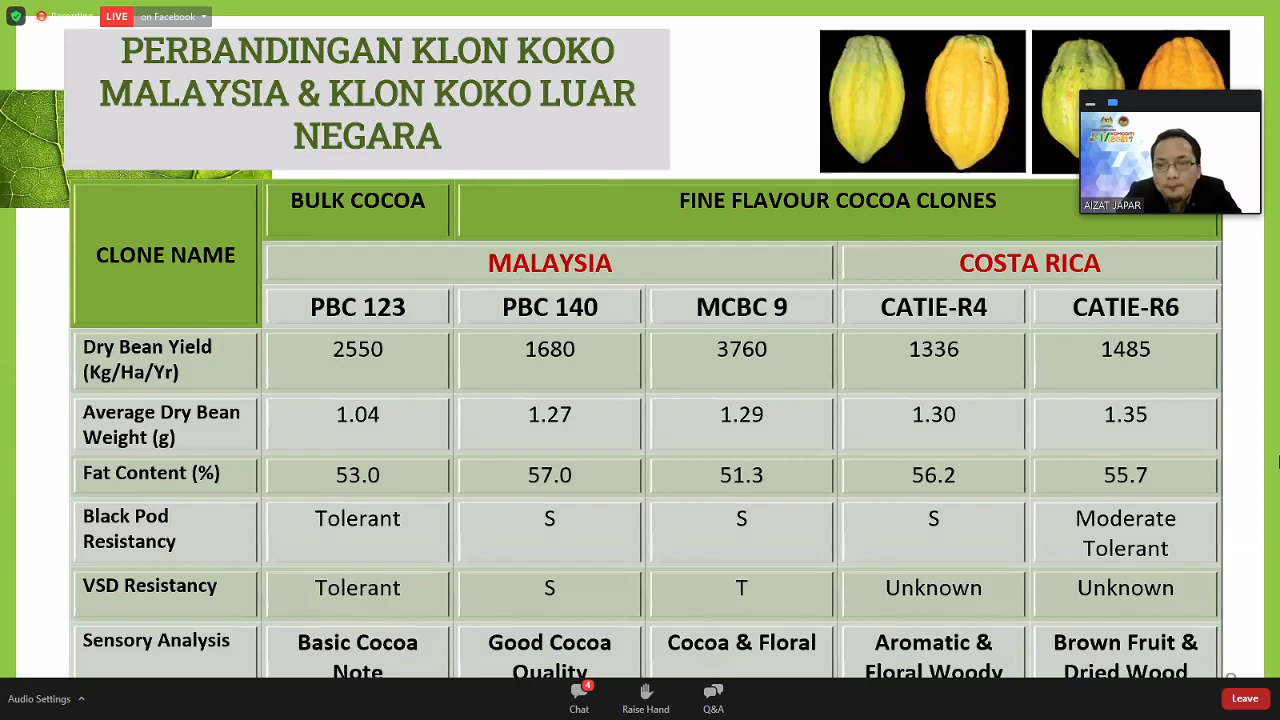 Recording
LIVE
on Facebook
PERBANDINGAN KLON KOKO
MALAYSIA & KLON KOKO LUAR
NEGARA
AIZAT JAPAR
CLONE NAME
BULK COCOA
FINE FLAVOUR COCOA CLONES
MALAYSIA
COSTA RICA
PBC 123
PBC 140
MCBC 9
CATIE-R4
CATIE-R6
Dry Bean Yield
(Kg/Ha/Yr)
2550
1680
3760
1336
1485
Average Dry Bean
Weight (g)
1.04
1.27
1.29
1.30
1.35
Fat Content (%)
53.0
57.0
51.3
56.2
55.7
Black Pod
Resistancy
Tolerant
S
S
S
Moderate
Tolerant
VSD Resistancy
Tolerant
S
T
Unknown
Unknown
Sensory Analysis
Basic Cocoa
Note
Good Cocoa
Quality
Cocoa & Floral
Aromatic &
Floral Woody
Brown Fruit &
Dried Wood
Audio Settings
4
Chat
Raise Hand
Q&A
Leave